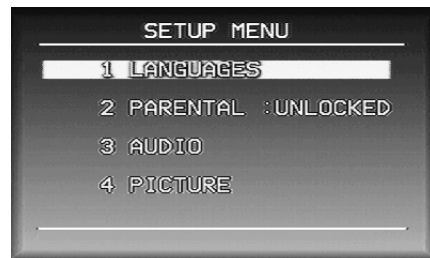 SETUP MENU
1 LANGUAGES
2 PARENTAL :UNLOCKED
3 AUDIO
4 PICTURE